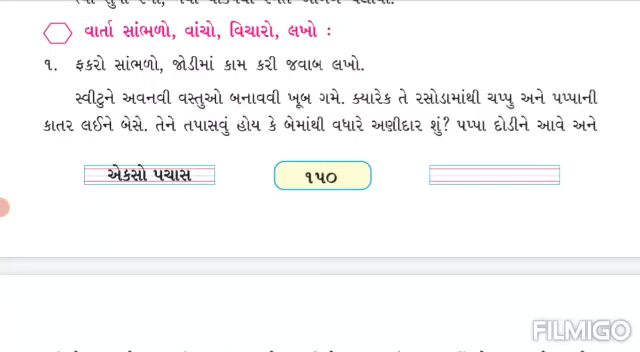 વાર્તા સાંભળો, વાંચો, વિચારો, લખો :
૧. ફકરો સાંભળો, જોડીમાં કામ કરી જવાબ લખો.
સ્વીટુને અવનવી વસ્તુઓ બનાવવી ખૂબ ગમે. ક્યારેક તે રસોડામાંથી ચપ્પુ અને પપ્પાની
કાતર લઈને બેસે. તેને તપાસવું હોય કે બેમાંથી વધારે અણીદાર શું? પપ્પા દોડીને આવે અને
એકસો પચાસ
૧૫૦
FILMIGO